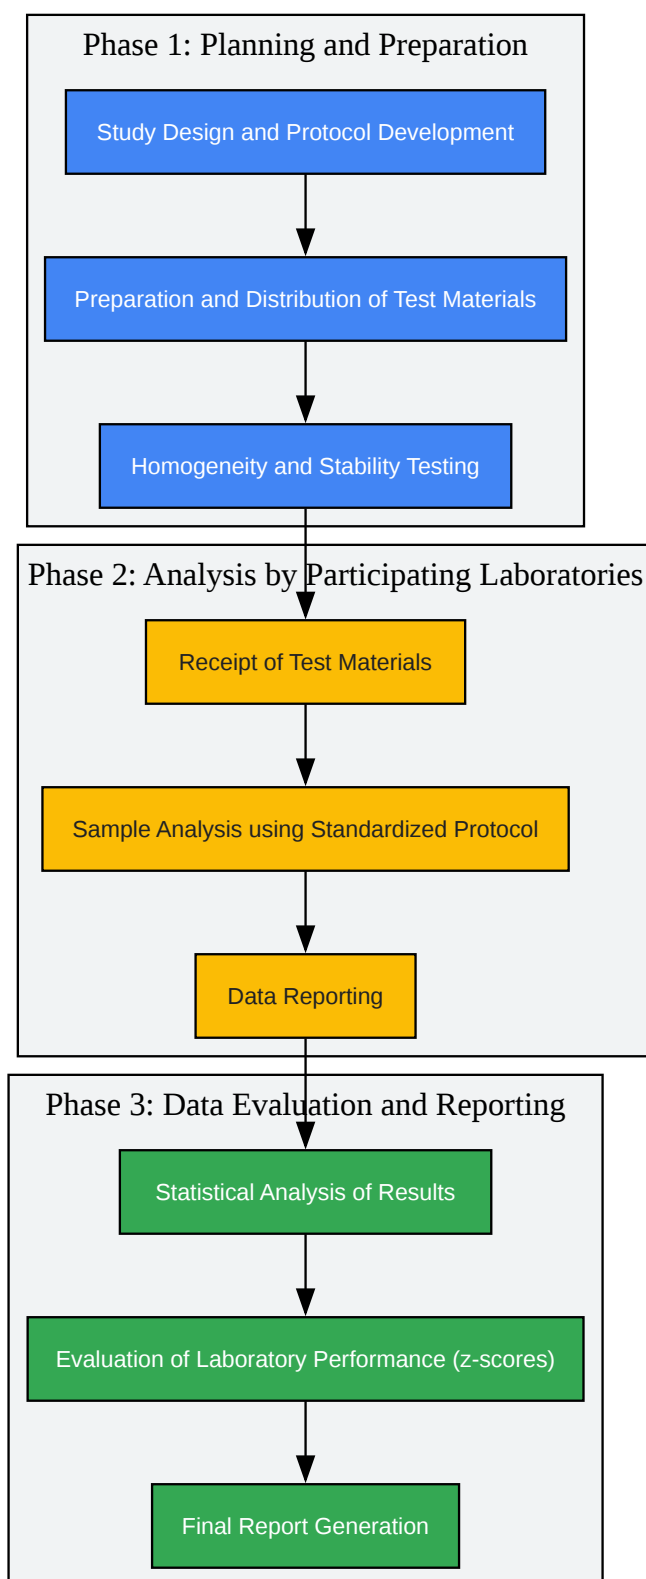 Phase 1: Planning and Preparation
Study Design and Protocol Development
Preparation and Distribution of Test Materials
Homogeneity and Stability Testing
Phase 2: Analysis by Participating Laboratories
Receipt of Test Materials
Sample Analysis using Standardized Protocol
Data Reporting
Phase 3: Data Evaluation and Reporting
Statistical Analysis of Results
Evaluation of Laboratory Performance (z-scores)
Final Report Generation